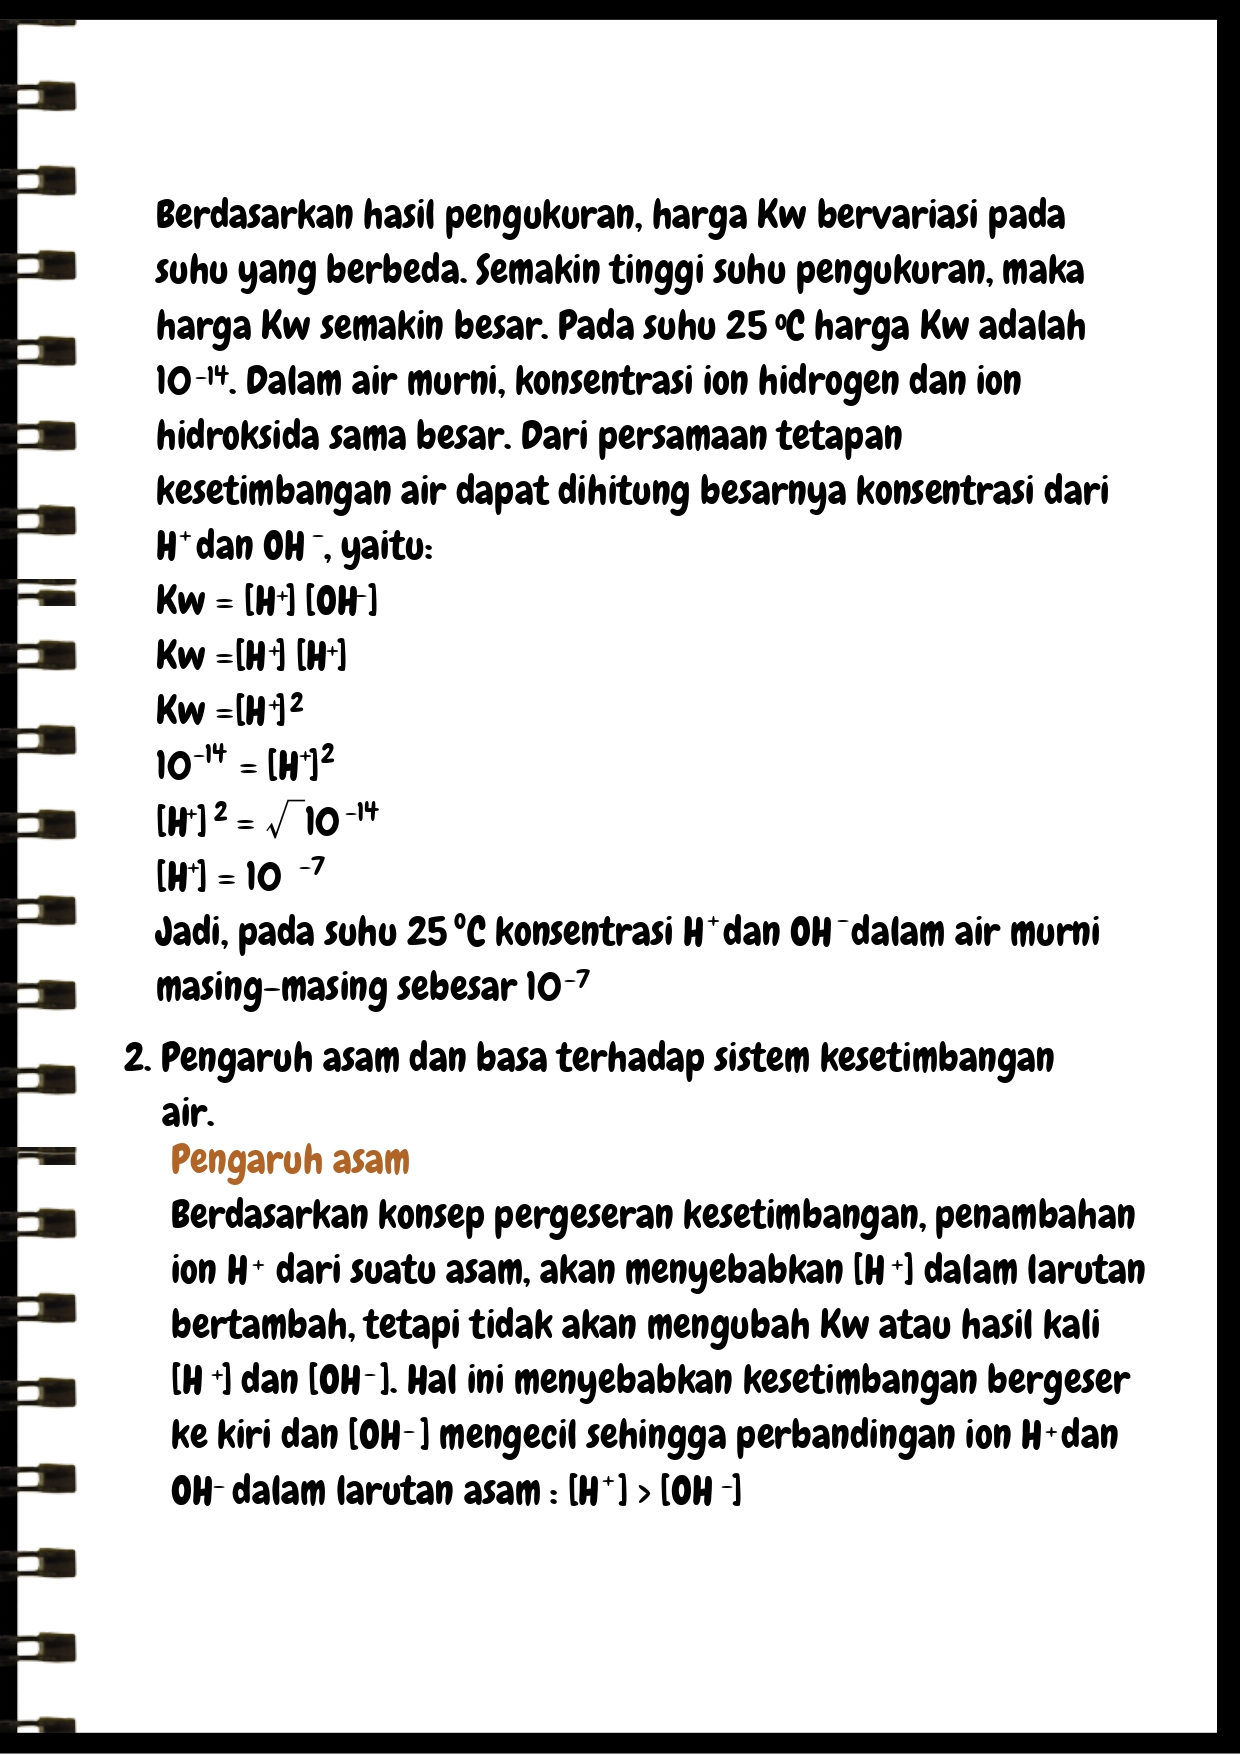 Berdasarkan hasil pengukuran, harga Kw bervariasi pada
suhu yang berbeda. Semakin tinggi suhu pengukuran, maka
harga Kw semakin besar. Pada suhu 25 ⁰C harga Kw adalah
10⁻¹⁴. Dalam air murni, konsentrasi ion hidrogen dan ion
hidroksida sama besar. Dari persamaan tetapan
kesetimbangan air dapat dihitung besarnya konsentrasi dari
H⁺ dan OH ⁻, yaitu:
Kw = [H⁺] [OH⁻]
Kw =[H⁺] [H⁺]
Kw =[H⁺]²
10⁻¹⁴ = [H⁺]²
[H⁺] ² = √10 ⁻¹⁴
[H⁺] = 10 ⁻⁷
Jadi, pada suhu 25 ⁰C konsentrasi H ⁺ dan OH ⁻ dalam air murni
masing-masing sebesar 10⁻⁷
2. Pengaruh asam dan basa terhadap sistem kesetimbangan
air.
Pengaruh asam
Berdasarkan konsep pergeseran kesetimbangan, penambahan
ion H⁺ dari suatu asam, akan menyebabkan [H ⁺] dalam larutan
bertambah, tetapi tidak akan mengubah Kw atau hasil kali
[H ⁺] dan [OH⁻]. Hal ini menyebabkan kesetimbangan bergeser
ke kiri dan [OH⁻] mengecil sehingga perbandingan ion H⁺dan
OH⁻ dalam larutan asam : [H⁺] > [OH ⁻]